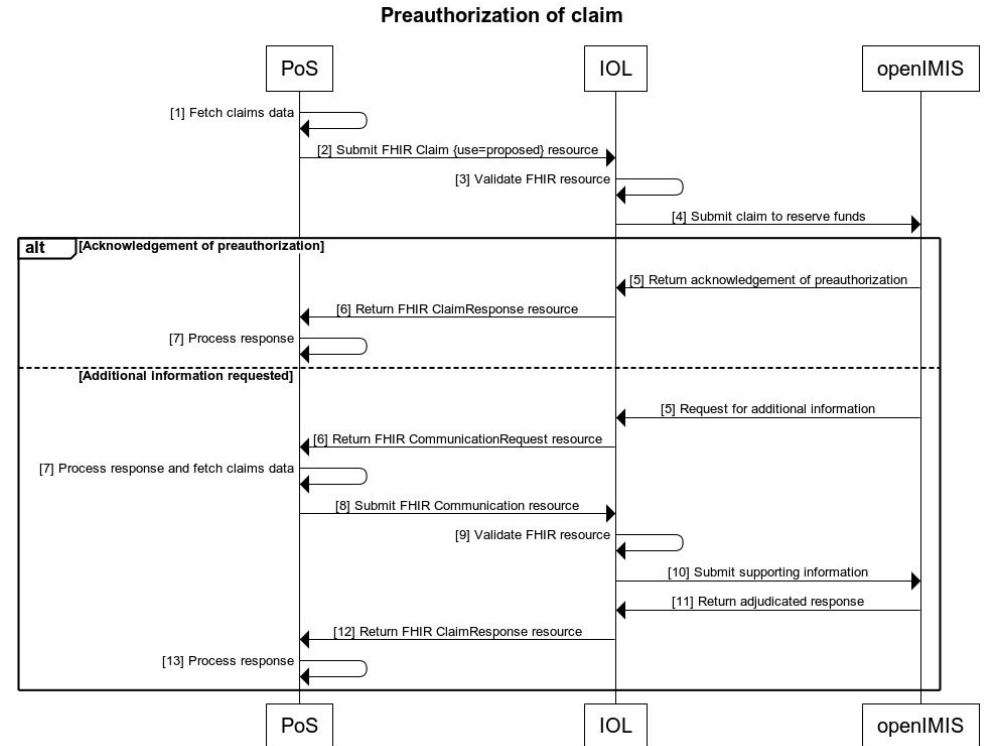 Preauthorization of claim
PoS
IOL
openIMIS
[1] Fetch claims data
[2] Submit FHIR Claim {use=proposed} resource
[3] Validate FHIR resource
[4] Submit claim to reserve funds
alt
[Acknowledgement of preauthorization]
[5] Return acknowledgement of preauthorization
[6] Return FHIR ClaimResponse resource
[7] Process response
[Additional information requested]
[5] Request for additional information
[6] Return FHIR CommunicationRequest resource
[7] Process response and fetch claims data
[8] Submit FHIR Communication resource
[9] Validate FHIR resource
[10] Submit supporting information
[11] Return adjudicated response
[12] Return FHIR ClaimResponse resource
[13] Process response
PoS
IOL
openIMIS